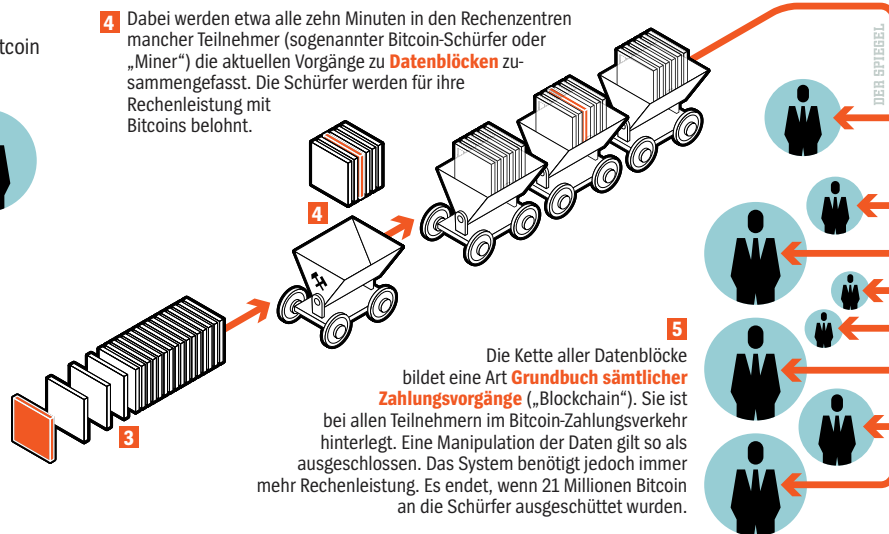 tcoin
4 Dabei werden etwa alle zehn Minuten in den Rechenzentren
mancher Teilnehmer (sogenannter Bitcoin-Schürfer oder
„Miner”) die aktuellen Vorgänge zu Datenblöcken zu-
sammengefasst. Die Schürfer werden für ihre
Rechenleistung mit
Bitcoins belohnt.
DER SPIEGEL
4
3
5
Die Kette aller Datenblöcke
bildet eine Art Grundbuch sämtlicher
Zahlungsvorgänge („Blockchain”). Sie ist
bei allen Teilnehmern im Bitcoin-Zahlungsverkehr
hinterlegt. Eine Manipulation der Daten gilt so als
ausgeschlossen. Das System benötigt jedoch immer
mehr Rechenleistung. Es endet, wenn 21 Millionen Bitcoin
an die Schürfer ausgeschüttet wurden.